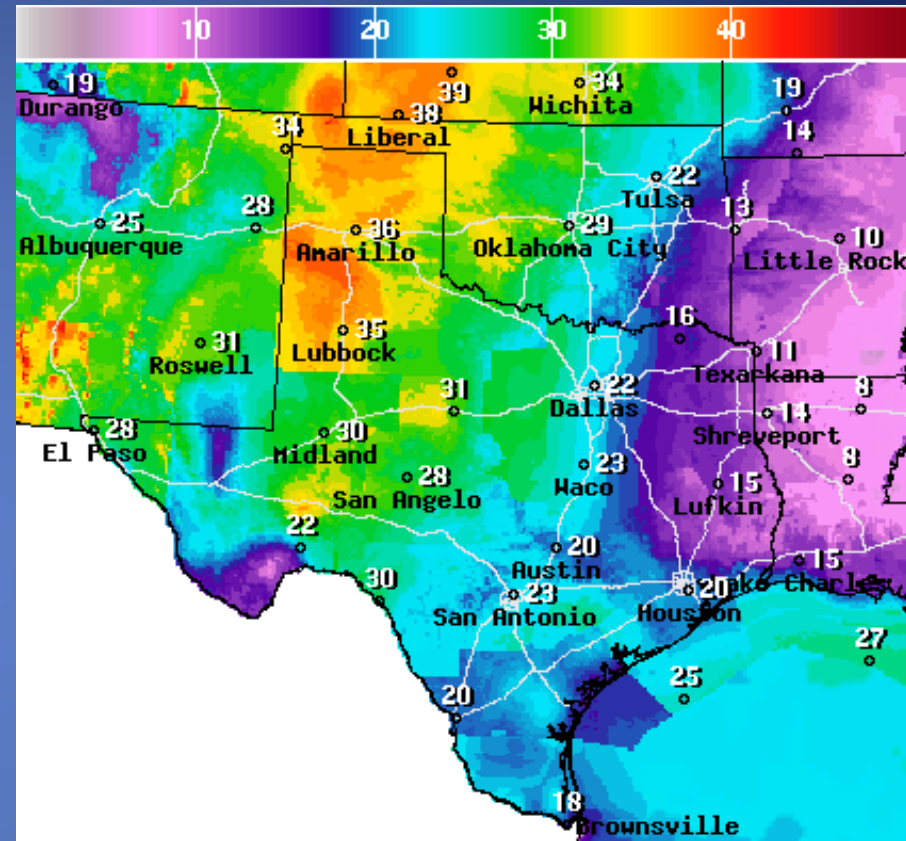 10 20 30 40
19 39 34 19
Durango 38 Wichita
34 Liberal 14
22
Tulsa
25 28 36 29 13 10
Albuquerque Amarillo Oklahoma City Little Rock
31 35 16 11
Roswell Lubbock Texarkana
31 22 8
Dallas
28 30 14
El Paso Midland Shreveport
28 23 15 8
San Angelo Waco Lufkin
22 20 15
Austin
30 23 20 Charles
San Antonio Houston
27
20 25
18
Brownsville